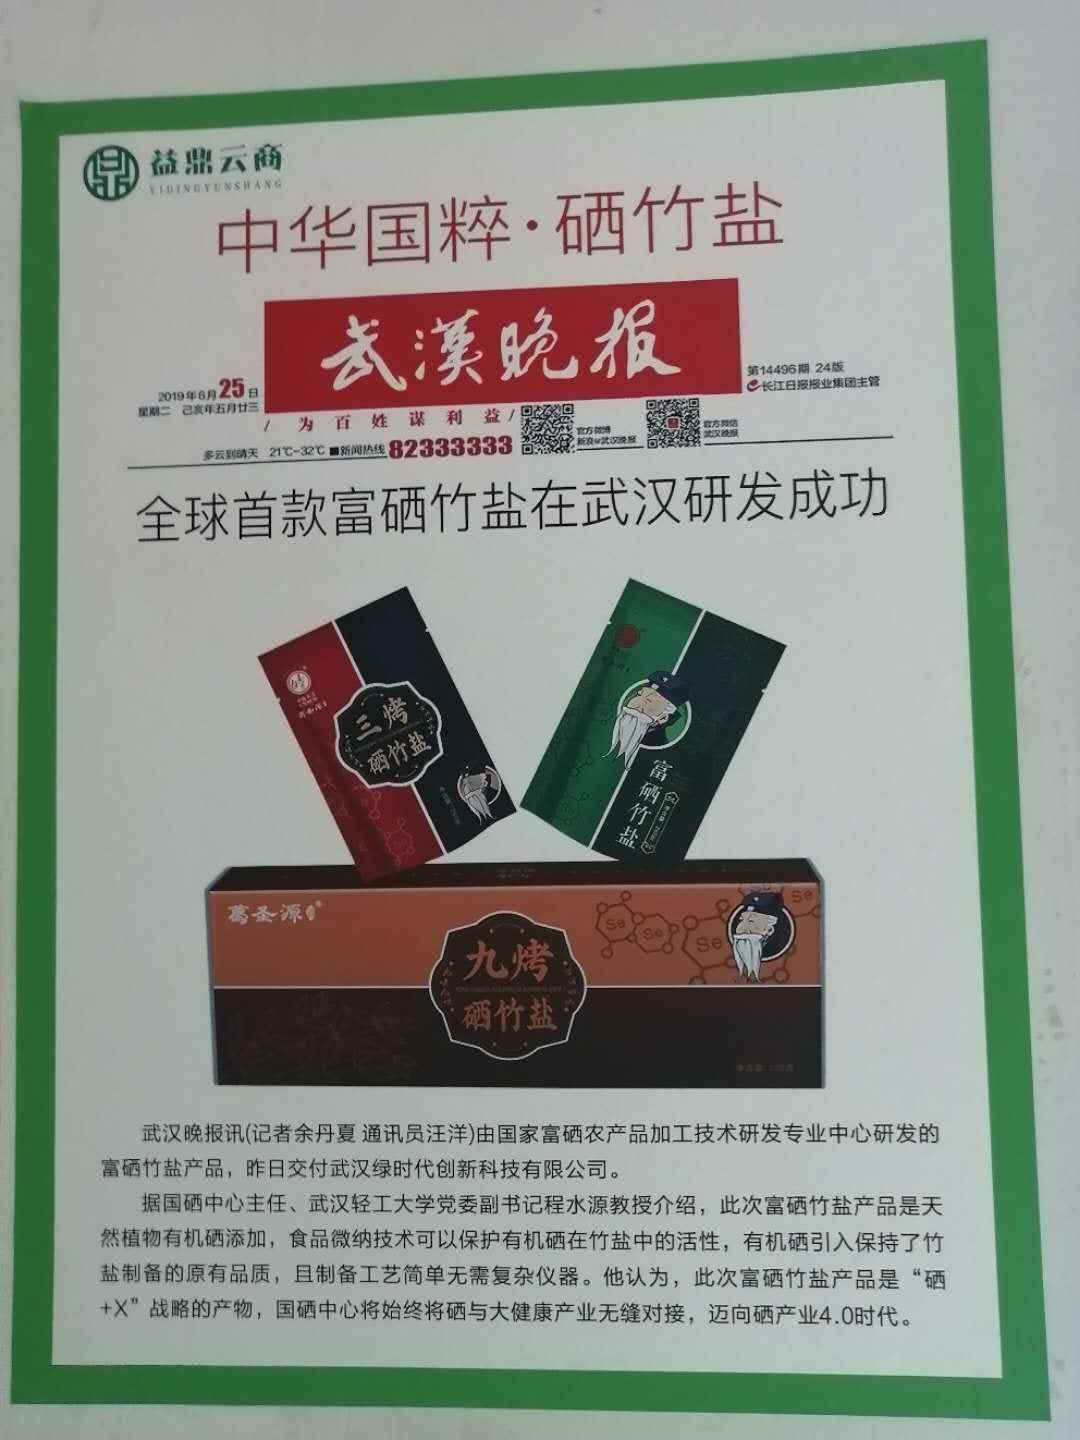 益鼎云商
YIDINGYUNSHANG
中华国粹·硒竹盐
武漢晚报
2019年6月25日
星期二 己亥年五月廿三
第14496期 24版
长江日报报业集团主管
/ 为百姓谋利益 /
官方微博
新浪@武汉晚报
官方微信
武汉晚报
多云到晴天 21℃-32℃ ■新闻热线 82333333
全球首款富硒竹盐在武汉研发成功
三烤
硒竹盐
富硒竹盐
葛圣源
九烤
硒竹盐
Se
Se
Se
Se
武汉晚报讯(记者余丹夏 通讯员汪洋)由国家富硒农产品加工技术研发专业中心研发的
富硒竹盐产品，昨日交付武汉绿时代创新科技有限公司。
据国硒中心主任、武汉轻工大学党委副书记程水源教授介绍，此次富硒竹盐产品是天
然植物有机硒添加，食品微纳技术可以保护有机硒在竹盐中的活性，有机硒引入保持了竹
盐制备的原有品质，且制备工艺简单无需复杂仪器。他认为，此次富硒竹盐产品是“硒
+X”战略的产物，国硒中心将始终将硒与大健康产业无缝对接，迈向硒产业4.0时代。